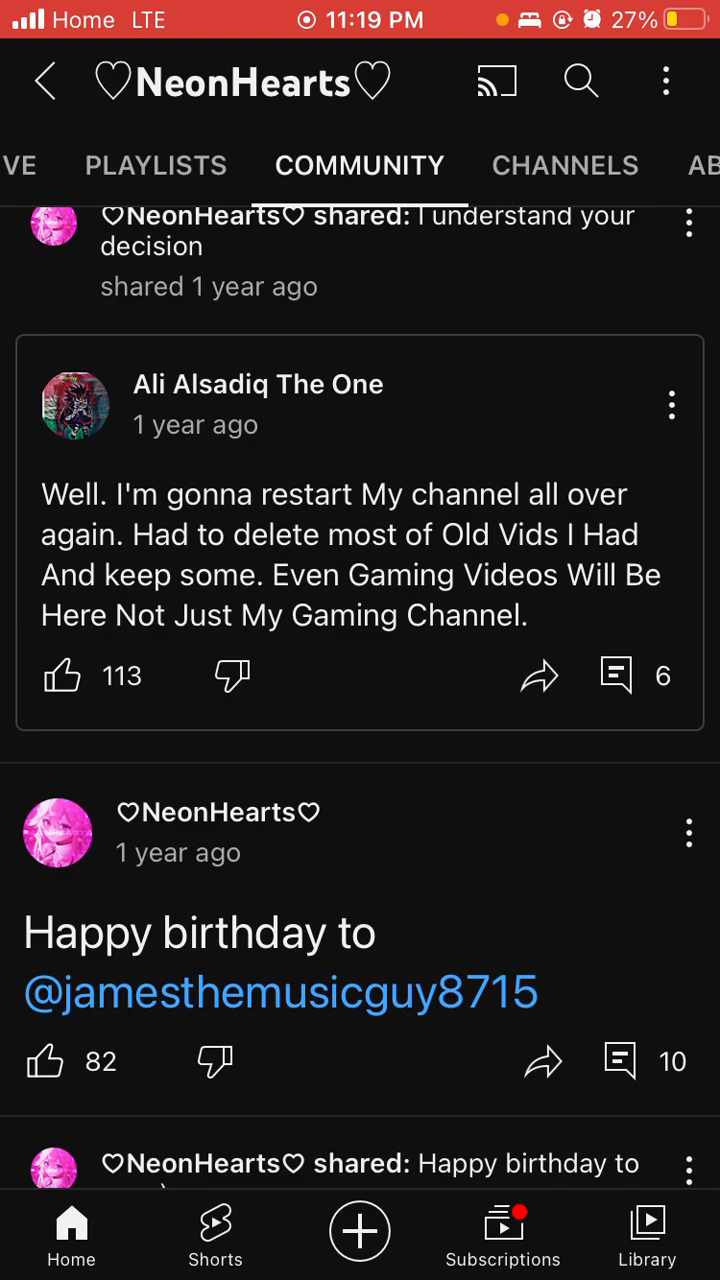 Home LTE 11:19 PM 27%
♡NeonHearts♡
VE PLAYLISTS COMMUNITY CHANNELS AB
♡NeonHearts♡ shared: I understand your
decision
shared 1 year ago
Ali Alsadiq The One
1 year ago
Well. I'm gonna restart My channel all over
again. Had to delete most of Old Vids I Had
And keep some. Even Gaming Videos Will Be
Here Not Just My Gaming Channel.
113 6
♡NeonHearts♡
1 year ago
Happy birthday to
@jamesthemusicguy8715
82 10
♡NeonHearts♡ shared: Happy birthday to
Home Shorts Subscriptions Library